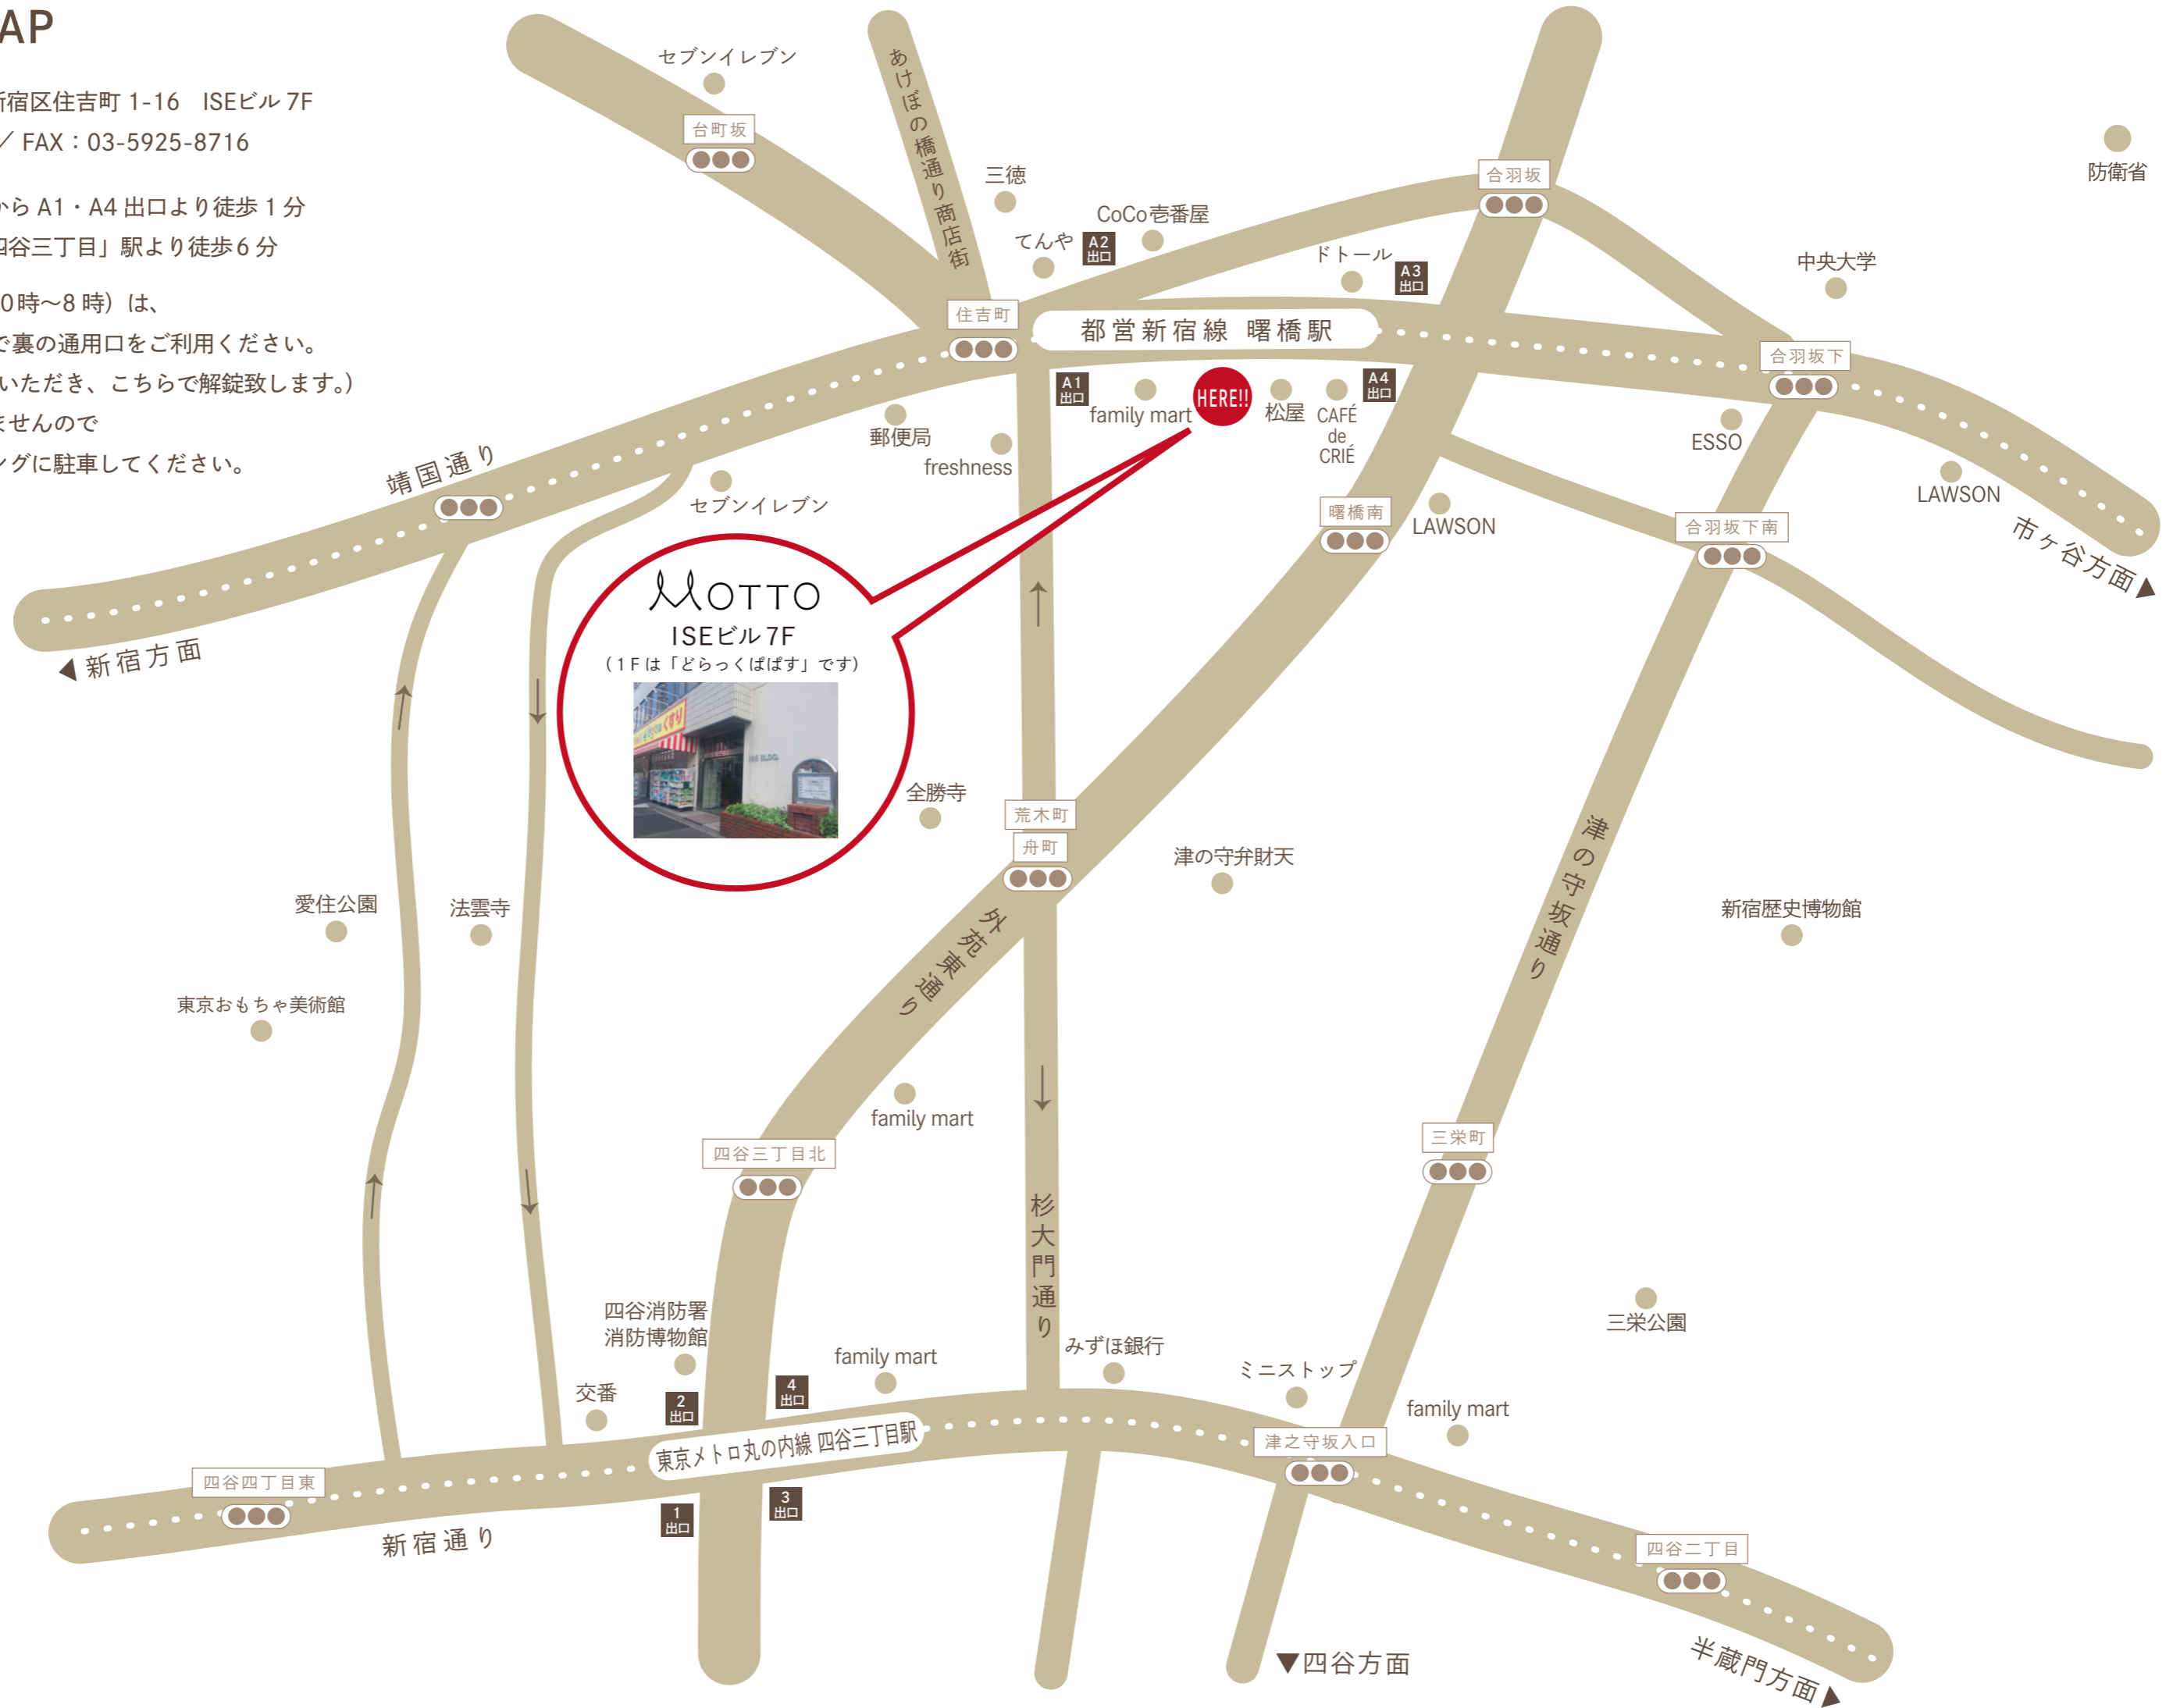 AP
新宿区住吉町 1-16　ISEビル 7F
／ FAX：03-5925-8716
から A1・A4 出口より徒歩 1 分
四谷三丁目」駅より徒歩 6 分
0時〜8 時）は、
で裏の通用口をご利用ください。
いただき、こちらで解錠致します。）
ませんので
ングに駐車してください。
セブンイレブン
台町坂
あけぼの橋通り商店街
三徳
てんや
A2
出口
CoCo壱番屋
ドトール
A3
出口
合羽坂
防衛省
中央大学
住吉町
都営新宿線 曙橋駅
合羽坂下
A1
出口
family mart
HERE!!
松屋
CAFÉ
de
CRIÉ
A4
出口
郵便局
freshness
ESSO
LAWSON
靖国通り
セブンイレブン
曙橋南
LAWSON
合羽坂下南
市ヶ谷方面▲
◀新宿方面
MOTTO
ISEビル 7F
（1 F は「どらっくぱぱす」です）
くすり
ISE BLDG.
全勝寺
荒木町
舟町
津の守弁財天
津の守坂通り
新宿歴史博物館
愛住公園
法雲寺
外苑東通り
東京おもちゃ美術館
family mart
四谷三丁目北
三栄町
杉大門通り
四谷消防署
消防博物館
三栄公園
family mart
みずほ銀行
ミニストップ
交番
2
出口
4
出口
family mart
東京メトロ丸の内線 四谷三丁目駅
津之守坂入口
四谷四丁目東
1
出口
3
出口
新宿通り
四谷二丁目
▼四谷方面
半蔵門方面▲